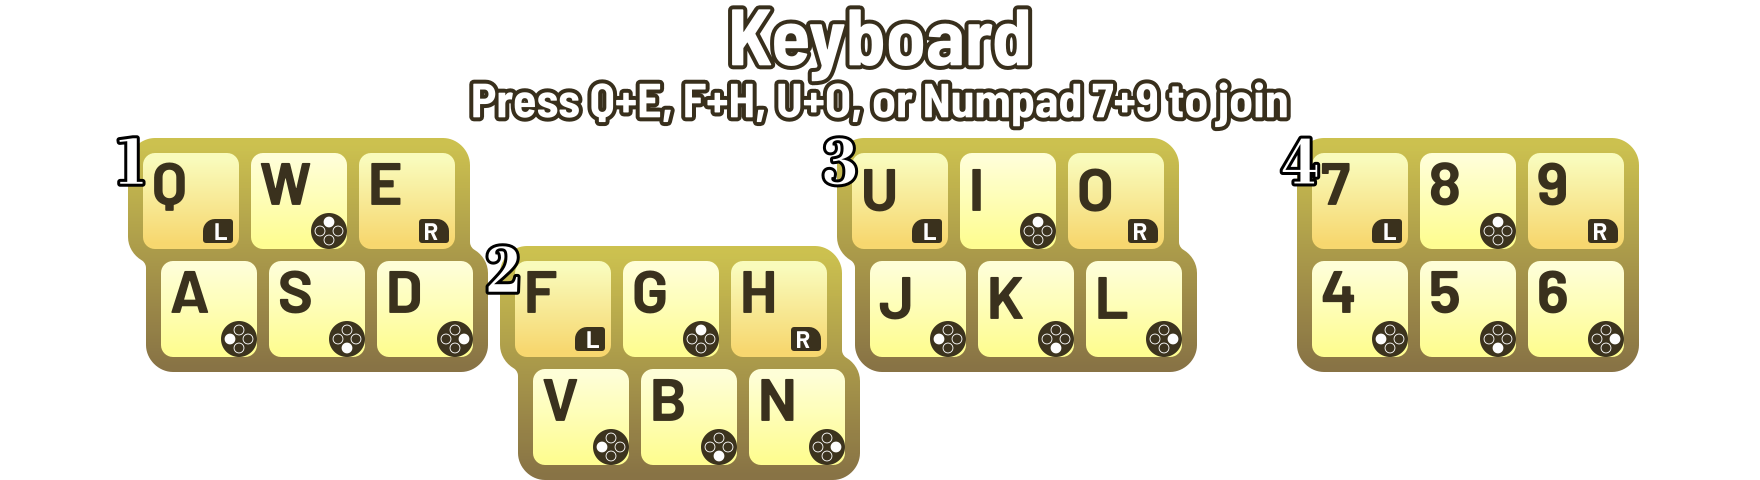 Keyboard
Press Q+E, F+H, U+O, or Numpad 7+9 to join
1
Q L
W
E R
A
S
D
2
F L
G
H R
V
B
N
3
U L
I
O R
J
K
L
4
7 L
8
9 R
4
5
6